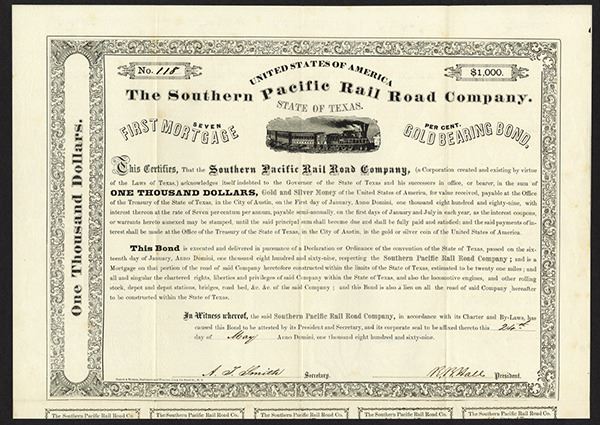 No. 118
UNITED STATES OF AMERICA
$1,000.
The Southern Pacific Rail Road Company.
STATE OF TEXAS.
FIRST MORTGAGE SEVEN PER CENT. GOLD BEARING BOND,
One Thousand Dollars.
This Certifies, That the Southern Pacific Rail Road Company, (a Corporation created and existing by virtue
of the Laws of Texas,) acknowledges itself indebted to the Governor of the State of Texas and his successors in office, or bearer, in the sum of
ONE THOUSAND DOLLARS, Gold and Silver Money of the United States of America, for value received, payable at the Office
of the Treasury of the State of Texas, in the City of Austin, on the First day of January, Anno Domini, one thousand eight hundred and eighty-nine, with
interest thereon at the rate of Seven per centum per annum, payable semi-annually, on the first days of January and July in each year, as the interest coupons,
or warrants hereto annexed may be stamped, until the said principal sum shall become due and shall be fully paid and satisfied; and the said payments of in-
terest shall be made at the Office of the Treasury of the State of Texas, in the City of Austin, in the gold or silver coin of the United States of America.
This Bond is executed and delivered in pursuance of a Declaration or Ordinance of the convention of the State of Texas, passed on the six-
teenth day of January, Anno Domini, one thousand eight hundred and sixty-nine, respecting the Southern Pacific Rail Road Company; and is a
Mortgage on that portion of the road of said Company heretofore constructed within the limits of the State of Texas, estimated to be twenty one miles; and
all and singular the chartered rights, liberties and privileges of said Company within the State of Texas, and also the locomotive engines, and other rolling
stock, depot and depot stations, bridges, road bed, &c. &c. of the said Company; and this Bond is also a lien on all the road of said Company hereafter
to be constructed within the State of Texas.
In Witness whereof, the said Southern Pacific Rail Road Company, in accordance with its Charter and By-Laws, has
caused this Bond to be attested by its President and Secretary, and its corporate seal to be affixed hereto this 24th
day of May Anno Domini, one thousand eight hundred and sixty-nine.
A. T. Smith Secretary. President.
The Southern Pacific Rail Road Co. The Southern Pacific Rail Road Co. The Southern Pacific Rail Road Co. The Southern Pacific Rail Road Co. The Southern Pacific Rail Road Co.